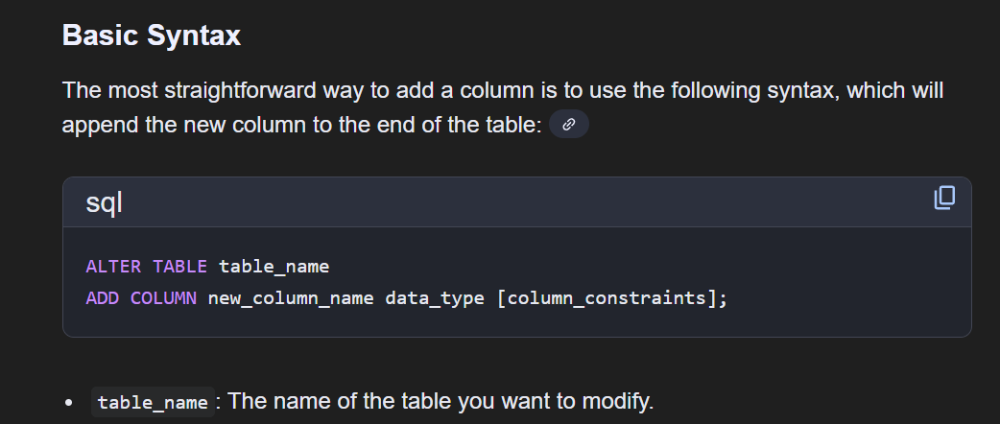 Basic Syntax
The most straightforward way to add a column is to use the following syntax, which will
append the new column to the end of the table:
sql
ALTER TABLE table_name
ADD COLUMN new_column_name data_type [column_constraints];
• table_name: The name of the table you want to modify.